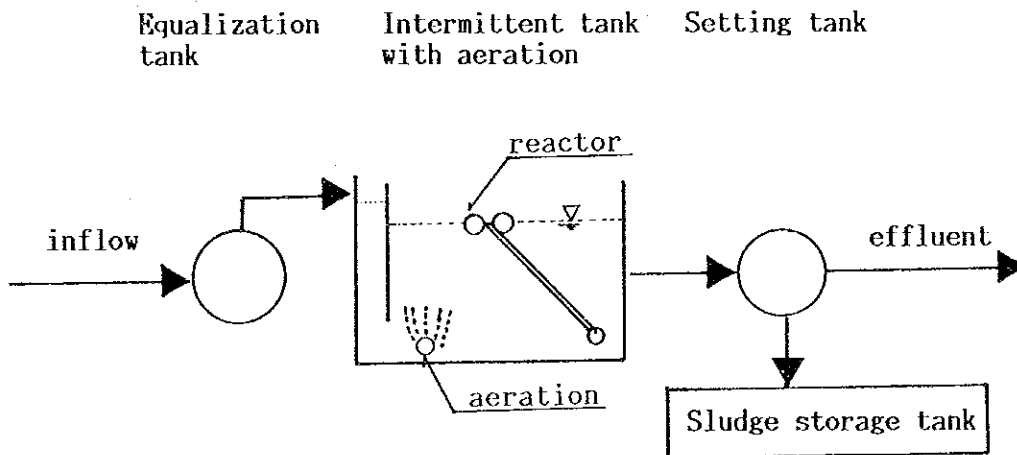 Equalization
tank
Intermittent tank
with aeration
Setting tank
reactor
inflow
effluent
aeration
Sludge storage tank